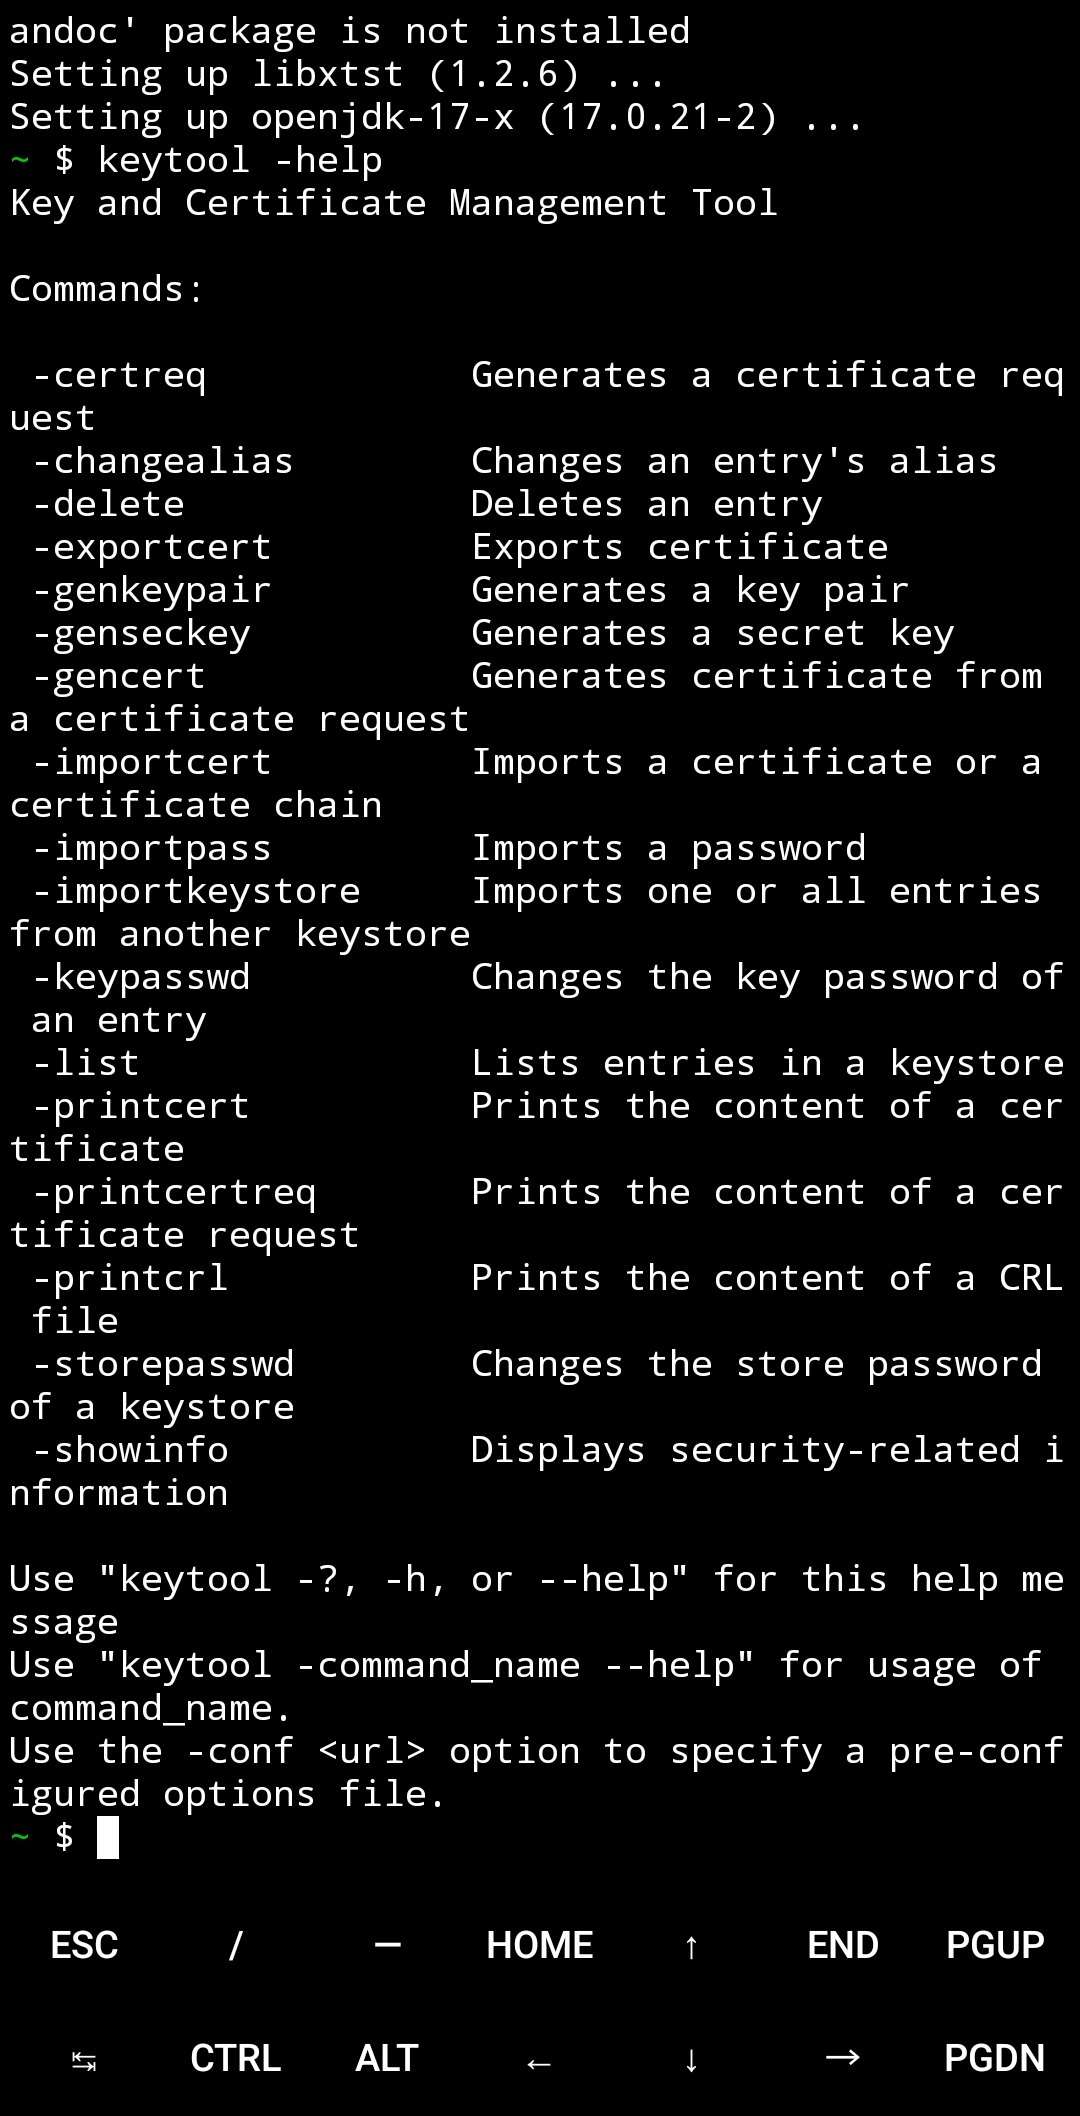 andoc' package is not installed
Setting up libxtst (1.2.6) ...
Setting up openjdk-17-x (17.0.21-2) ...
~ $ keytool -help
Key and Certificate Management Tool

Commands:

 -certreq            Generates a certificate req
uest
 -changealias        Changes an entry's alias
 -delete             Deletes an entry
 -exportcert         Exports certificate
 -genkeypair         Generates a key pair
 -genseckey          Generates a secret key
 -gencert            Generates certificate from
a certificate request
 -importcert         Imports a certificate or a
certificate chain
 -importpass         Imports a password
 -importkeystore     Imports one or all entries
from another keystore
 -keypasswd          Changes the key password of
 an entry
 -list               Lists entries in a keystore
 -printcert          Prints the content of a cer
tificate
 -printcertreq       Prints the content of a cer
tificate request
 -printcrl           Prints the content of a CRL
 file
 -storepasswd        Changes the store password
of a keystore
 -showinfo           Displays security-related i
nformation

Use "keytool -?, -h, or --help" for this help me
ssage
Use "keytool -command_name --help" for usage of
command_name.
Use the -conf <url> option to specify a pre-conf
igured options file.
~ $
ESC / — HOME ↑ END PGUP
↹ CTRL ALT ← ↓ → PGDN